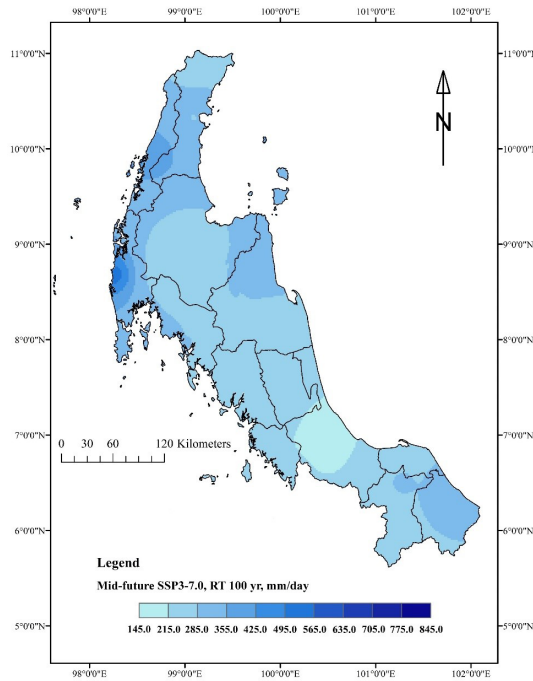 98°0'0"E 99°0'0"E 100°0'0"E 101°0'0"E 102°0'0"E
11°0'0"N 11°0'0"N
N
10°0'0"N 10°0'0"N
9°0'0"N 9°0'0"N
8°0'0"N 8°0'0"N
7°0'0"N 7°0'0"N
0 30 60 120 Kilometers
6°0'0"N 6°0'0"N
Legend
Mid-future SSP3-7.0, RT 100 yr, mm/day
145.0 215.0 285.0 355.0 425.0 495.0 565.0 635.0 705.0 775.0 845.0
5°0'0"N 5°0'0"N
98°0'0"E 99°0'0"E 100°0'0"E 101°0'0"E 102°0'0"E